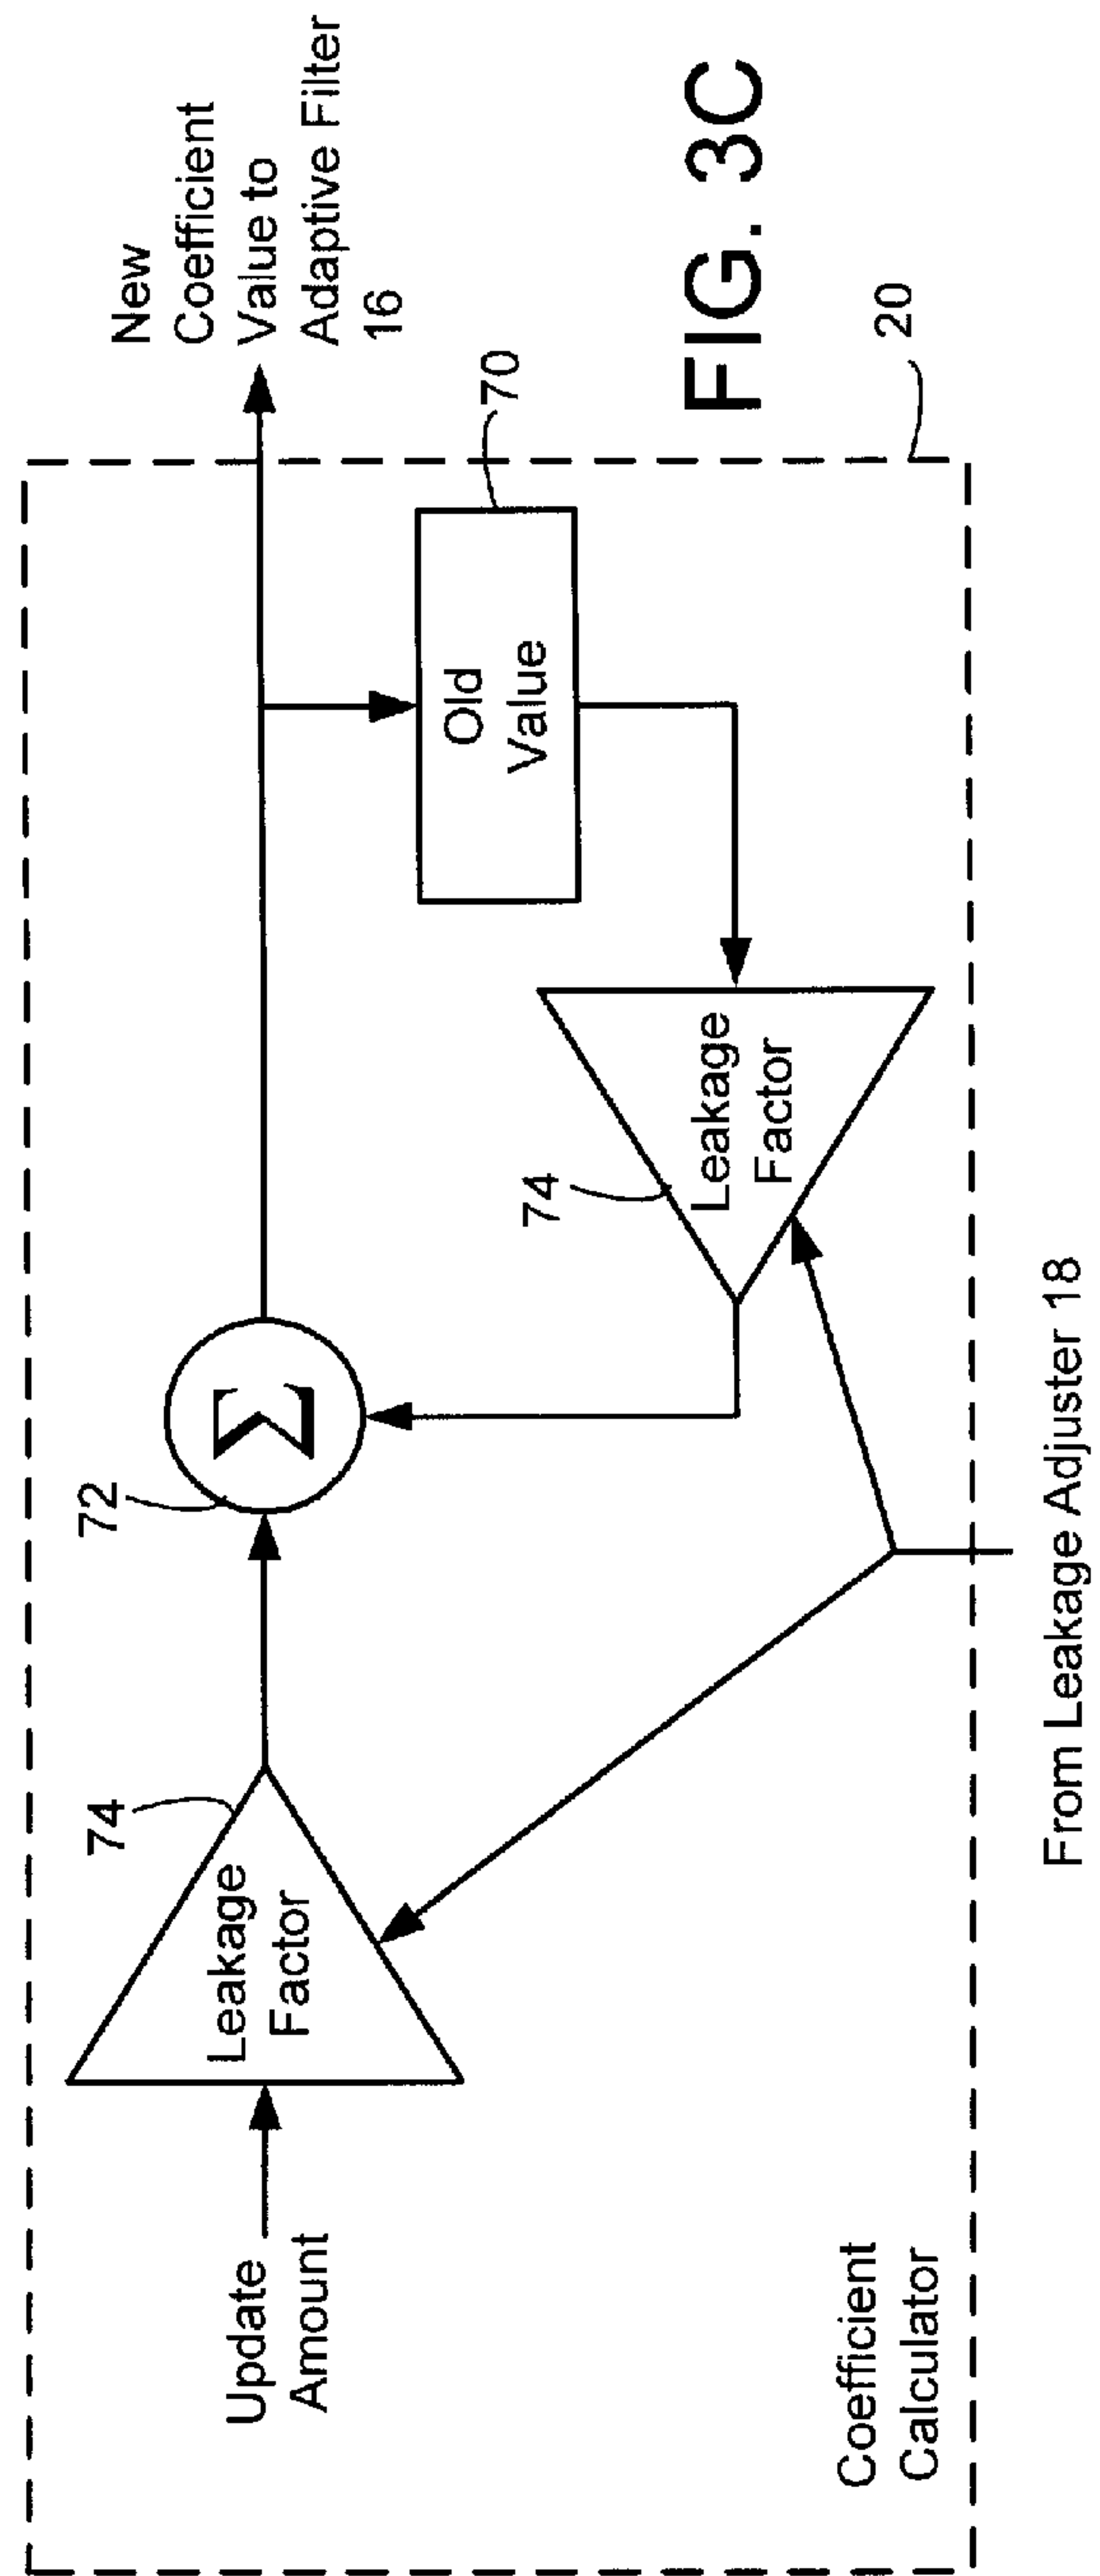 New
Coefficient
Value to
Adaptive Filter
16
72
Σ
74
Leakage
Factor
Update
Amount
Old
Value
70
74
Leakage
Factor
FIG. 3C
20
Coefficient
Calculator
From Leakage Adjuster 18